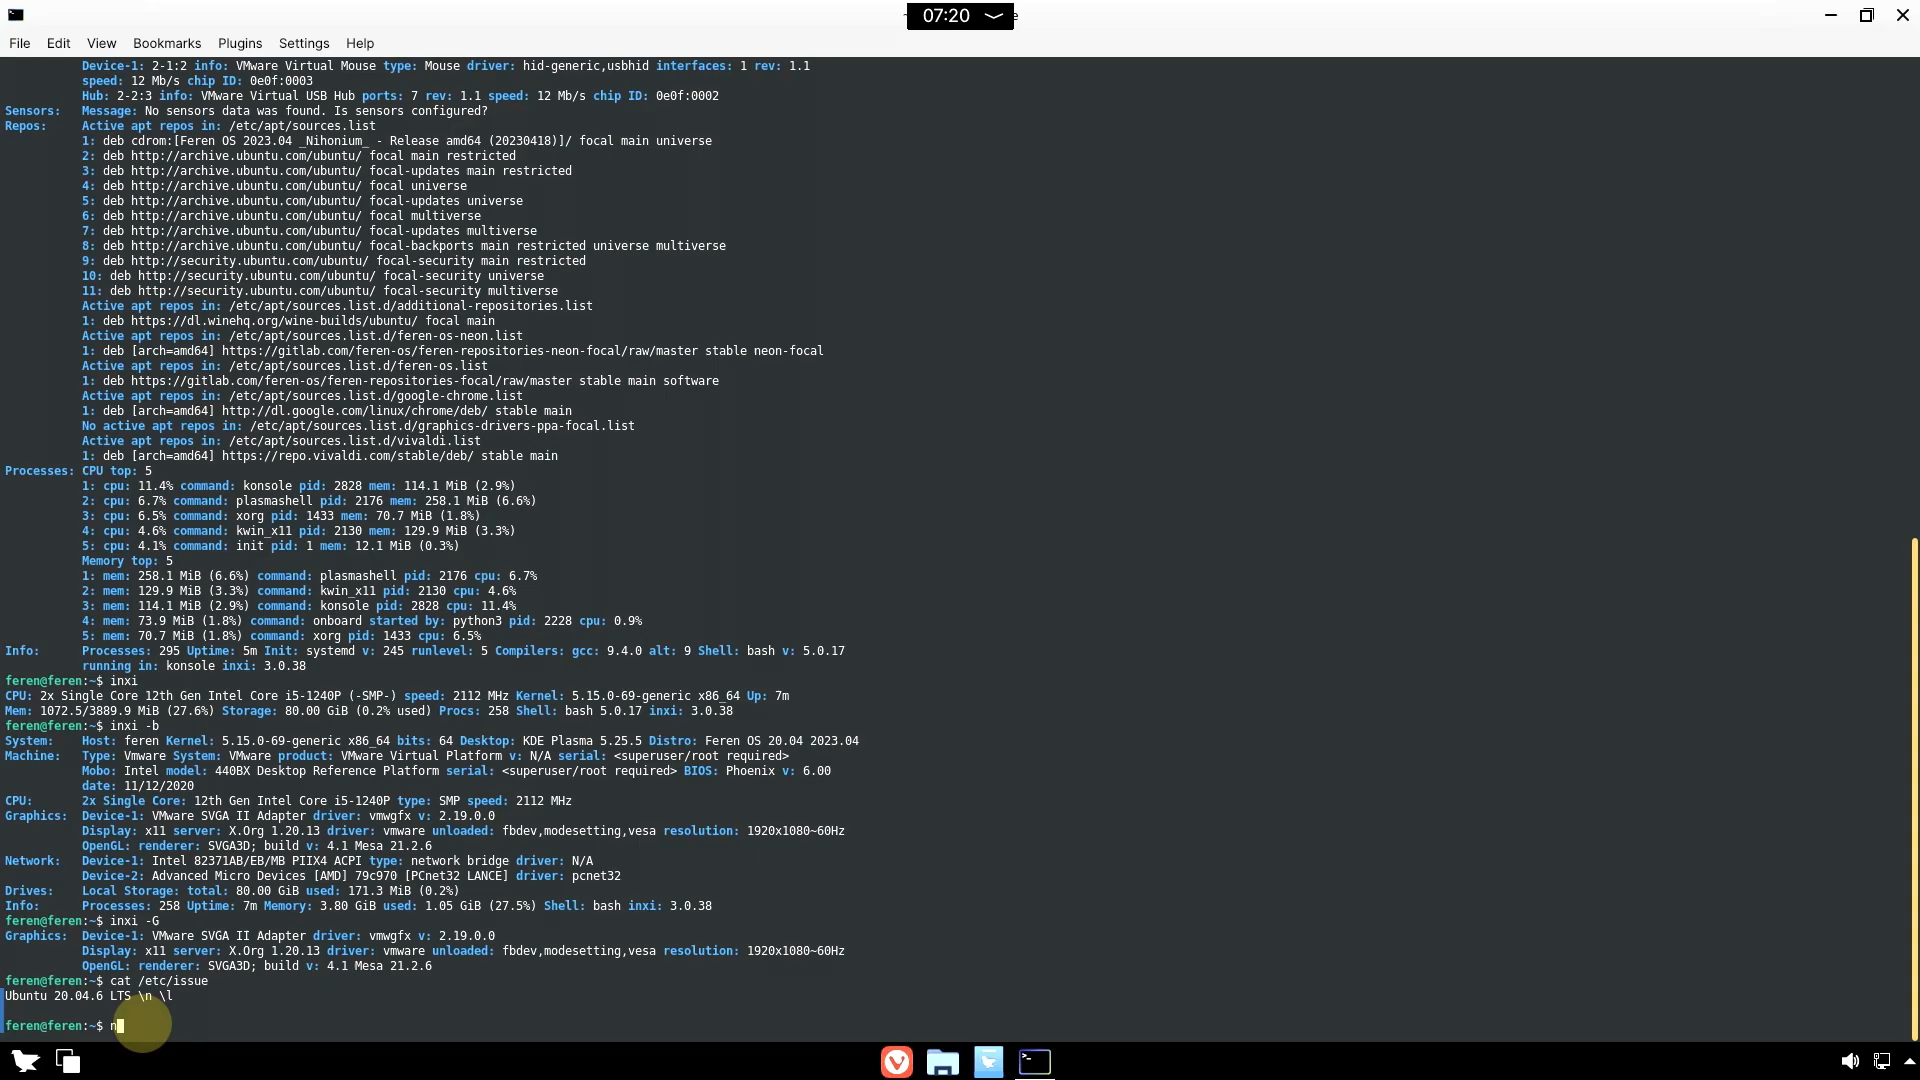 07:20
File Edit View Bookmarks Plugins Settings Help
Device-1: 2-1:2 info: VMware Virtual Mouse type: Mouse driver: hid-generic,usbhid interfaces: 1 rev: 1.1
speed: 12 Mb/s chip ID: 0e0f:0003
Hub: 2-2:3 info: VMware Virtual USB Hub ports: 7 rev: 1.1 speed: 12 Mb/s chip ID: 0e0f:0002
Sensors: Message: No sensors data was found. Is sensors configured?
Repos: Active apt repos in: /etc/apt/sources.list
1: deb cdrom:[Feren OS 2023.04 _Nihonium_ - Release amd64 (20230418)]/ focal main universe
2: deb http://archive.ubuntu.com/ubuntu/ focal main restricted
3: deb http://archive.ubuntu.com/ubuntu/ focal-updates main restricted
4: deb http://archive.ubuntu.com/ubuntu/ focal universe
5: deb http://archive.ubuntu.com/ubuntu/ focal-updates universe
6: deb http://archive.ubuntu.com/ubuntu/ focal multiverse
7: deb http://archive.ubuntu.com/ubuntu/ focal-updates multiverse
8: deb http://archive.ubuntu.com/ubuntu/ focal-backports main restricted universe multiverse
9: deb http://security.ubuntu.com/ubuntu/ focal-security main restricted
10: deb http://security.ubuntu.com/ubuntu/ focal-security universe
11: deb http://security.ubuntu.com/ubuntu/ focal-security multiverse
Active apt repos in: /etc/apt/sources.list.d/additional-repositories.list
1: deb https://dl.winehq.org/wine-builds/ubuntu/ focal main
Active apt repos in: /etc/apt/sources.list.d/feren-os-neon.list
1: deb [arch=amd64] https://gitlab.com/feren-os/feren-repositories-neon-focal/raw/master stable neon-focal
Active apt repos in: /etc/apt/sources.list.d/feren-os.list
1: deb https://gitlab.com/feren-os/feren-repositories-focal/raw/master stable main software
Active apt repos in: /etc/apt/sources.list.d/google-chrome.list
1: deb [arch=amd64] http://dl.google.com/linux/chrome/deb/ stable main
No active apt repos in: /etc/apt/sources.list.d/graphics-drivers-ppa-focal.list
Active apt repos in: /etc/apt/sources.list.d/vivaldi.list
1: deb [arch=amd64] https://repo.vivaldi.com/stable/deb/ stable main
Processes: CPU top: 5
1: cpu: 11.4% command: konsole pid: 2828 mem: 114.1 MiB (2.9%)
2: cpu: 6.7% command: plasmashell pid: 2176 mem: 258.1 MiB (6.6%)
3: cpu: 6.5% command: xorg pid: 1433 mem: 70.7 MiB (1.8%)
4: cpu: 4.6% command: kwin_x11 pid: 2130 mem: 129.9 MiB (3.3%)
5: cpu: 4.1% command: init pid: 1 mem: 12.1 MiB (0.3%)
Memory top: 5
1: mem: 258.1 MiB (6.6%) command: plasmashell pid: 2176 cpu: 6.7%
2: mem: 129.9 MiB (3.3%) command: kwin_x11 pid: 2130 cpu: 4.6%
3: mem: 114.1 MiB (2.9%) command: konsole pid: 2828 cpu: 11.4%
4: mem: 73.9 MiB (1.8%) command: onboard started by: python3 pid: 2228 cpu: 0.9%
5: mem: 70.7 MiB (1.8%) command: xorg pid: 1433 cpu: 6.5%
Info: Processes: 295 Uptime: 5m Init: systemd v: 245 runlevel: 5 Compilers: gcc: 9.4.0 alt: 9 Shell: bash v: 5.0.17
running in: konsole inxi: 3.0.38
feren@feren:~$ inxi
CPU: 2x Single Core 12th Gen Intel Core i5-1240P (-SMP-) speed: 2112 MHz Kernel: 5.15.0-69-generic x86_64 Up: 7m
Mem: 1072.5/3889.9 MiB (27.6%) Storage: 80.00 GiB (0.2% used) Procs: 258 Shell: bash 5.0.17 inxi: 3.0.38
feren@feren:~$ inxi -b
System: Host: feren Kernel: 5.15.0-69-generic x86_64 bits: 64 Desktop: KDE Plasma 5.25.5 Distro: Feren OS 20.04 2023.04
Machine: Type: Vmware System: VMware product: VMware Virtual Platform v: N/A serial: <superuser/root required>
Mobo: Intel model: 440BX Desktop Reference Platform serial: <superuser/root required> BIOS: Phoenix v: 6.00
date: 11/12/2020
CPU: 2x Single Core: 12th Gen Intel Core i5-1240P type: SMP speed: 2112 MHz
Graphics: Device-1: VMware SVGA II Adapter driver: vmwgfx v: 2.19.0.0
Display: x11 server: X.Org 1.20.13 driver: vmware unloaded: fbdev,modesetting,vesa resolution: 1920x1080~60Hz
OpenGL: renderer: SVGA3D; build v: 4.1 Mesa 21.2.6
Network: Device-1: Intel 82371AB/EB/MB PIIX4 ACPI type: network bridge driver: N/A
Device-2: Advanced Micro Devices [AMD] 79c970 [PCnet32 LANCE] driver: pcnet32
Drives: Local Storage: total: 80.00 GiB used: 171.3 MiB (0.2%)
Info: Processes: 258 Uptime: 7m Memory: 3.80 GiB used: 1.05 GiB (27.5%) Shell: bash inxi: 3.0.38
feren@feren:~$ inxi -G
Graphics: Device-1: VMware SVGA II Adapter driver: vmwgfx v: 2.19.0.0
Display: x11 server: X.Org 1.20.13 driver: vmware unloaded: fbdev,modesetting,vesa resolution: 1920x1080~60Hz
OpenGL: renderer: SVGA3D; build v: 4.1 Mesa 21.2.6
feren@feren:~$ cat /etc/issue
Ubuntu 20.04.6 LTS \n \l
feren@feren:~$ n